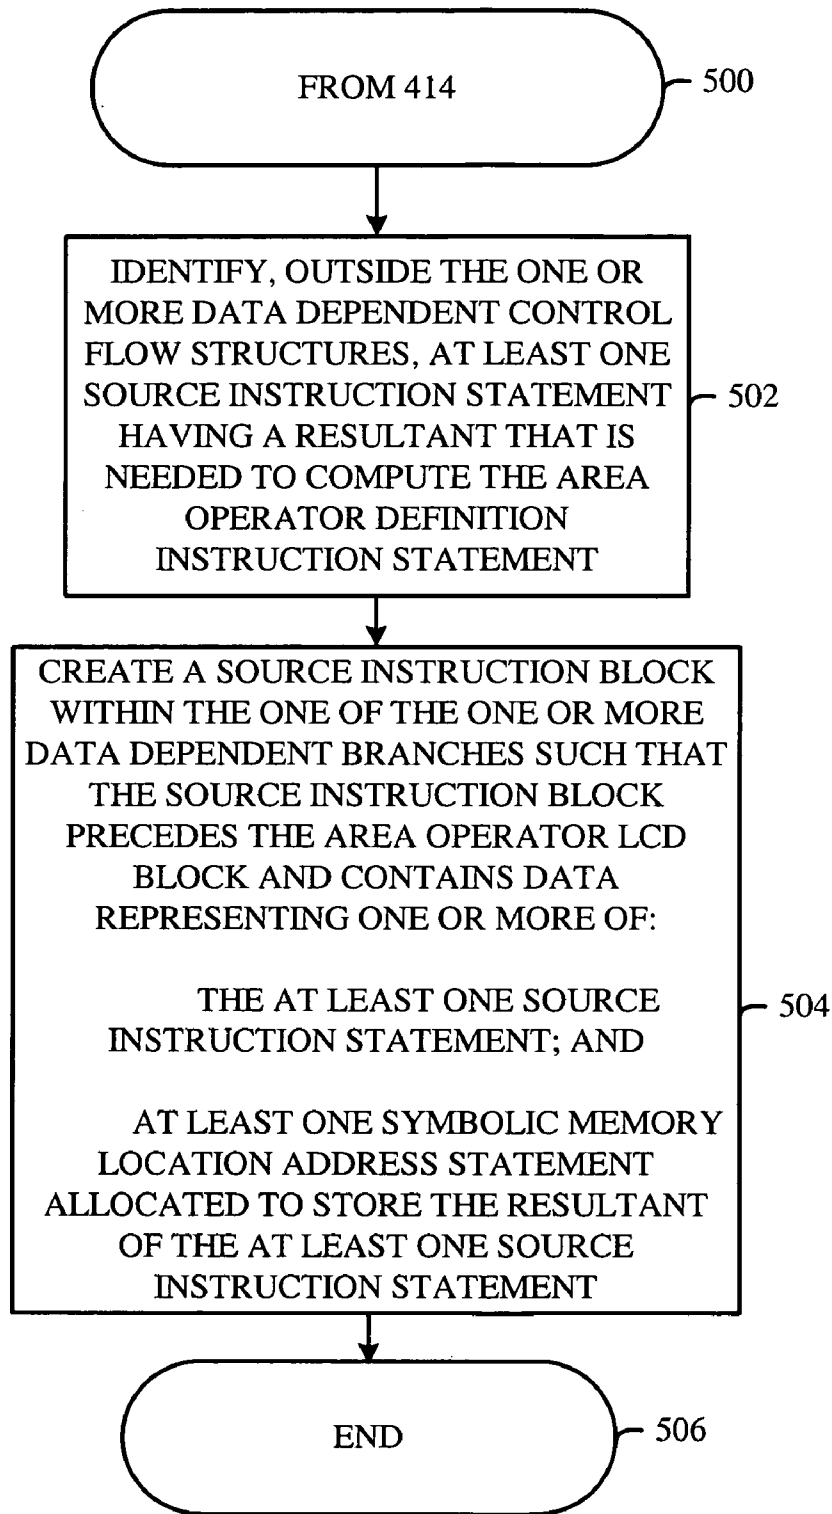 FROM 414
500
IDENTIFY, OUTSIDE THE ONE OR
MORE DATA DEPENDENT CONTROL
FLOW STRUCTURES, AT LEAST ONE
SOURCE INSTRUCTION STATEMENT
HAVING A RESULTANT THAT IS
NEEDED TO COMPUTE THE AREA
OPERATOR DEFINITION
INSTRUCTION STATEMENT
502
CREATE A SOURCE INSTRUCTION BLOCK
WITHIN THE ONE OF THE ONE OR MORE
DATA DEPENDENT BRANCHES SUCH THAT
THE SOURCE INSTRUCTION BLOCK
PRECEDES THE AREA OPERATOR LCD
BLOCK AND CONTAINS DATA
REPRESENTING ONE OR MORE OF:
THE AT LEAST ONE SOURCE
INSTRUCTION STATEMENT; AND
AT LEAST ONE SYMBOLIC MEMORY
LOCATION ADDRESS STATEMENT
ALLOCATED TO STORE THE RESULTANT
OF THE AT LEAST ONE SOURCE
INSTRUCTION STATEMENT
504
END
506